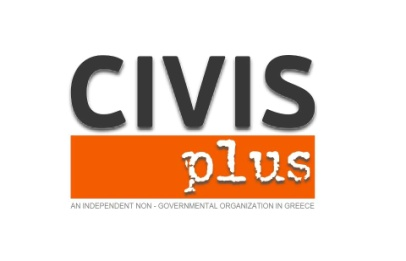 CIVIS
plus
AN INDEPENDENT NON - GOVERNMENTAL ORGANIZATION IN GREECE